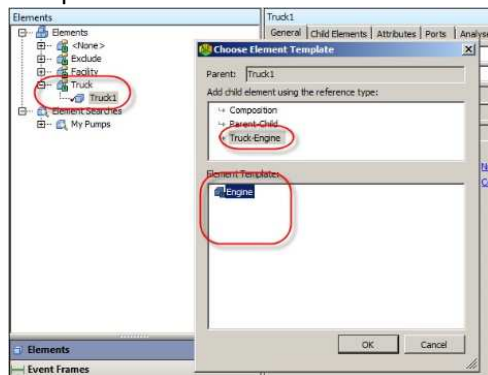 Elements
Elements
<None>
Exclude
Facility
Truck
Truck1
Element Searches
My Pumps
Elements
Event Frames
Truck1
General Child Elements Attributes Ports
Choose Element Template
Parent: Truck1
Add child element using the reference type:
Composition
Parent-Child
Truck-Engine
Element Template:
Engine
OK Cancel